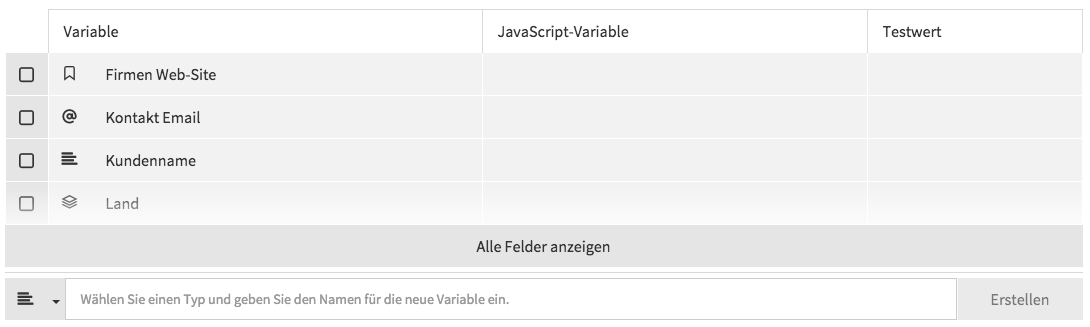 Variable JavaScript-Variable Testwert
Firmen Web-Site
Kontakt Email
Kundenname
Land
Alle Felder anzeigen
Wählen Sie einen Typ und geben Sie den Namen für die neue Variable ein. Erstellen